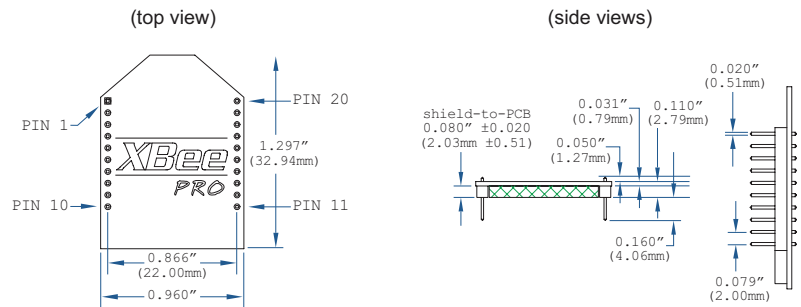 (top view)
(side views)
PIN 1
PIN 20
XBee
PRO
PIN 10
PIN 11
1.297"
(32.94mm)
0.866"
(22.00mm)
0.960"
shield-to-PCB
0.080" ±0.020
(2.03mm ±0.51)
0.031"
(0.79mm)
0.110"
(2.79mm)
0.050"
(1.27mm)
0.160"
(4.06mm)
0.020"
(0.51mm)
0.079"
(2.00mm)